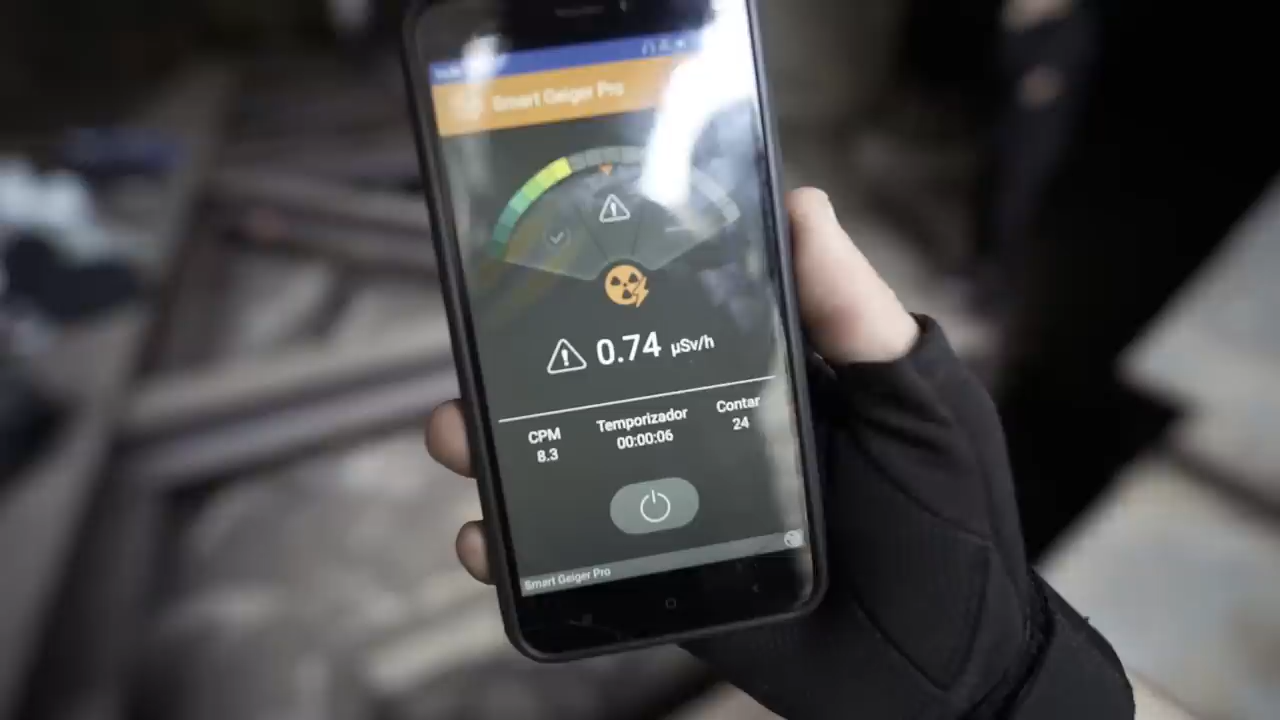 Smart Geiger Pro
0.74 µSv/h
CPM Temporizador Contar
8.3 00:00:06 24
Smart Geiger Pro